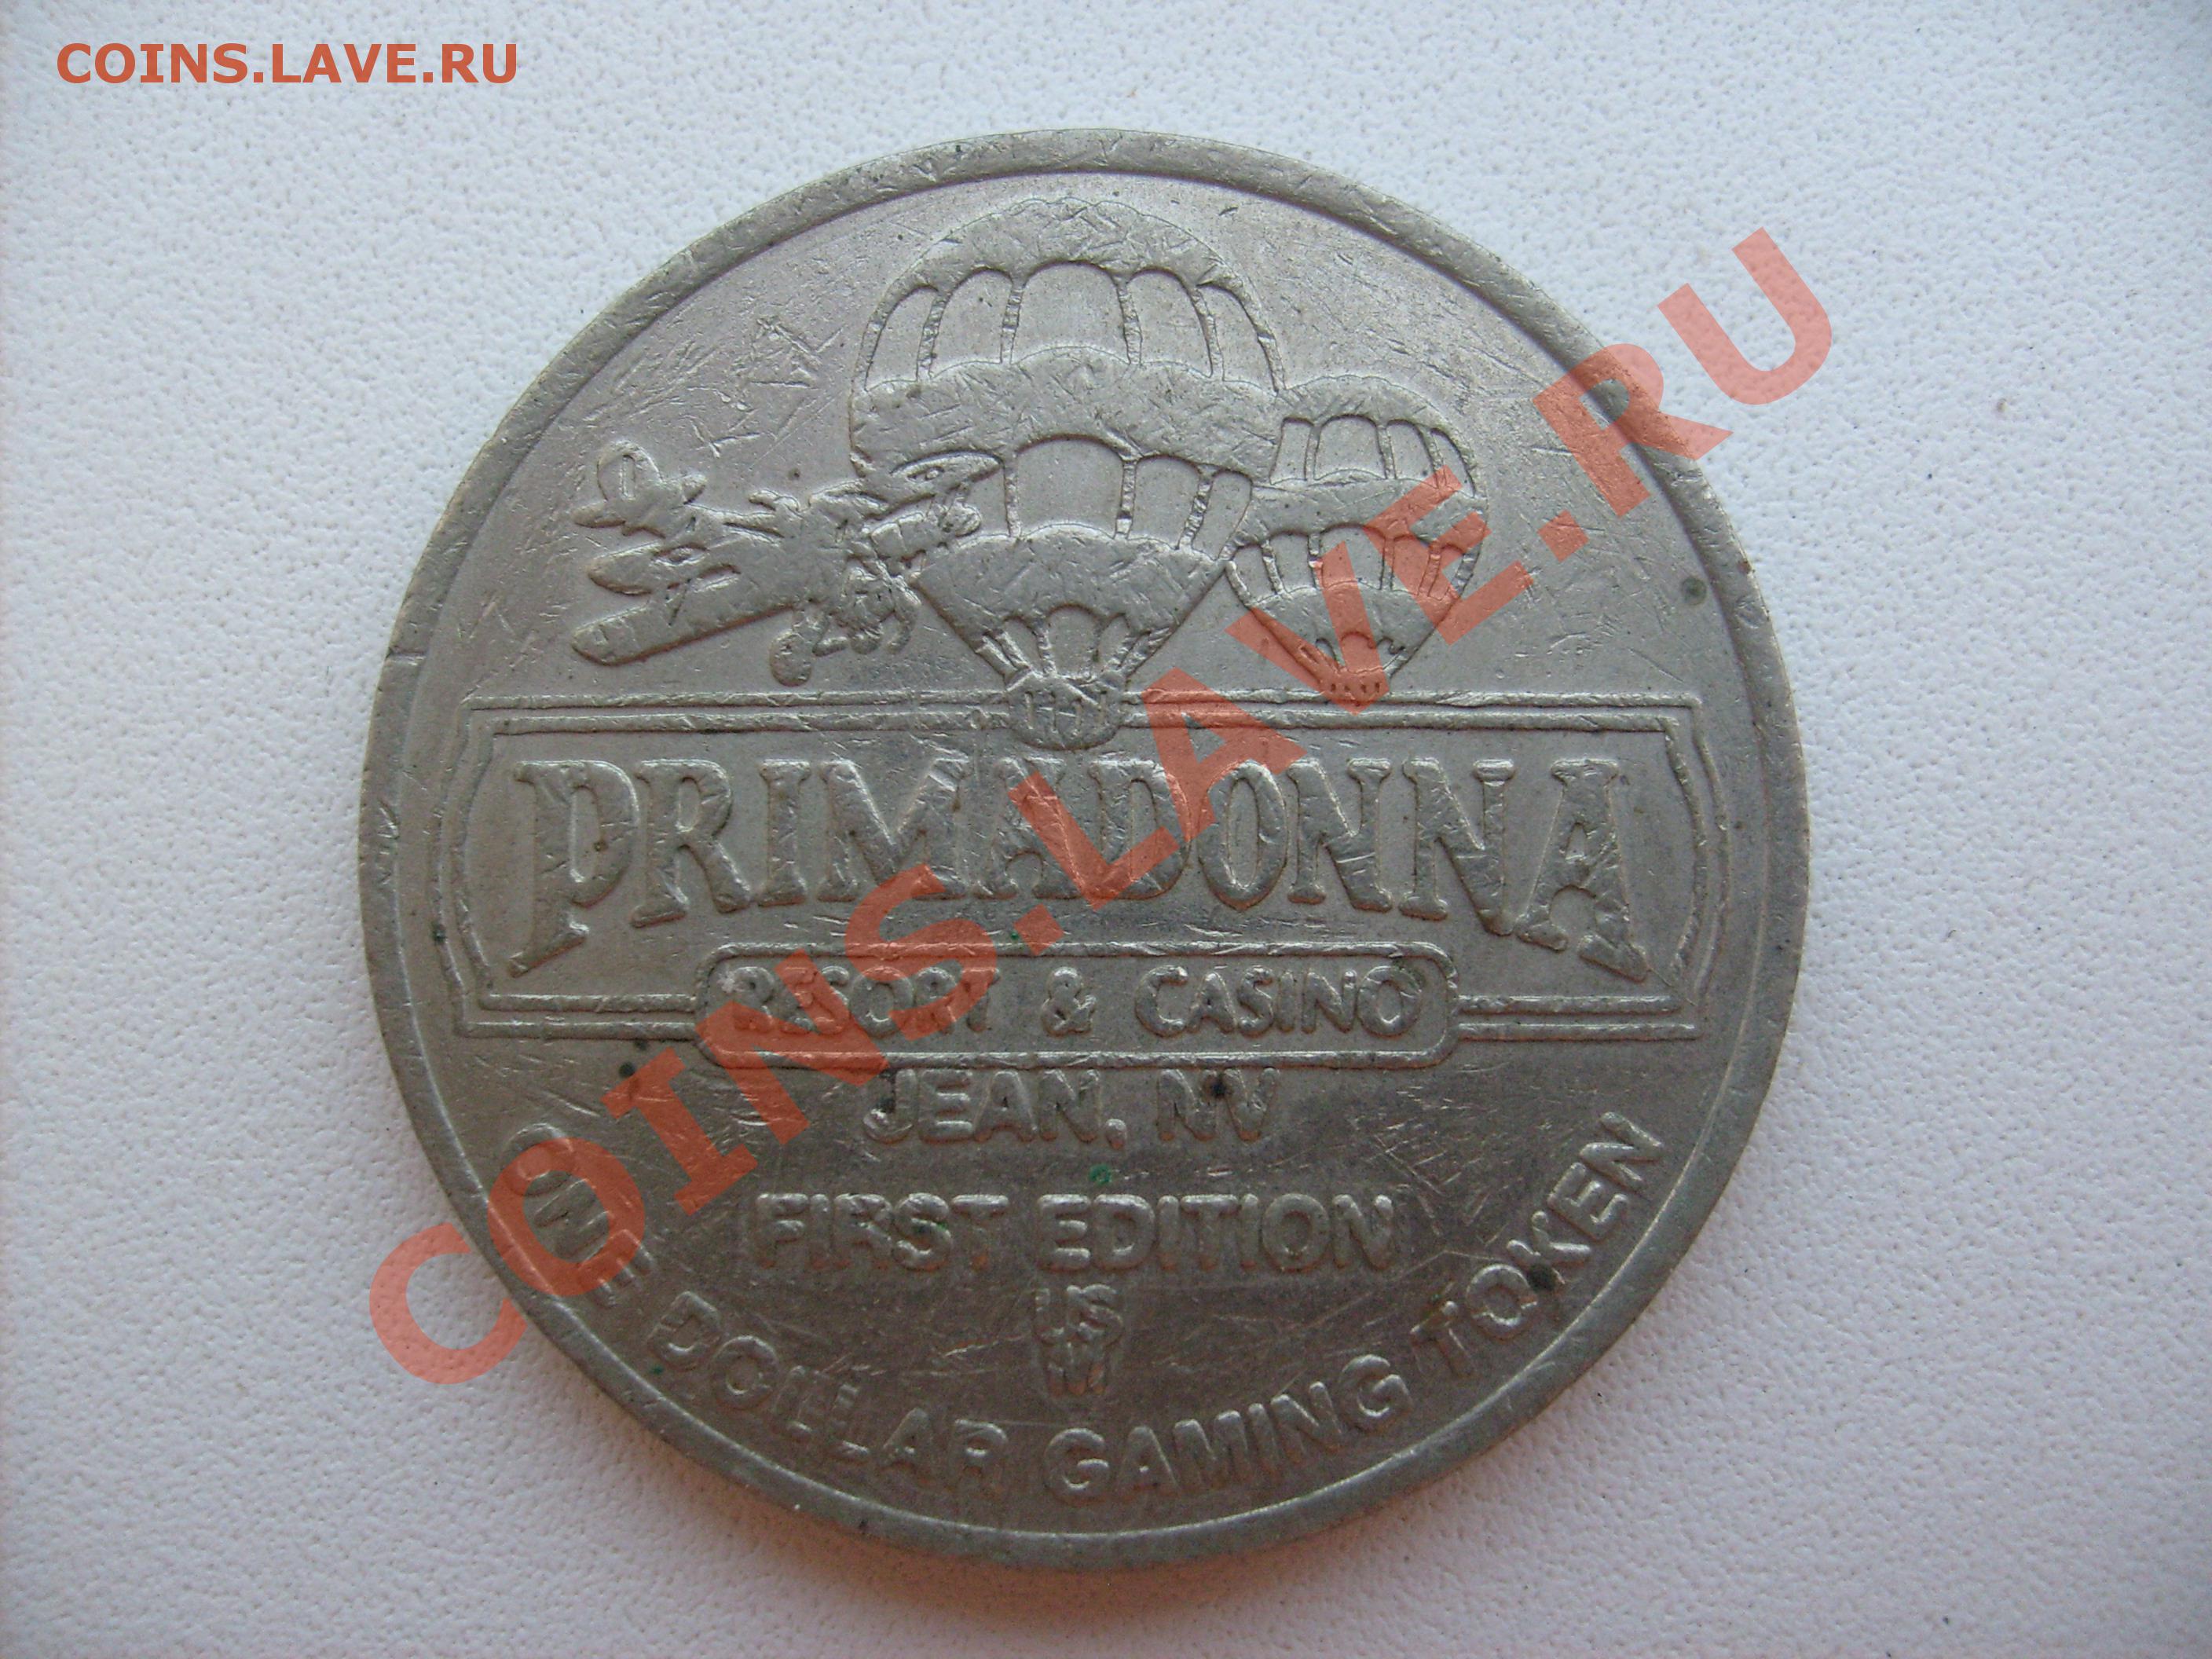 COINS.LAVE.RU
PRIMADONNA
RESORT & CASINO
JEAN, NV
FIRST EDITION
ONE DOLLAR GAMING TOKEN
COINS.LAVE.RU